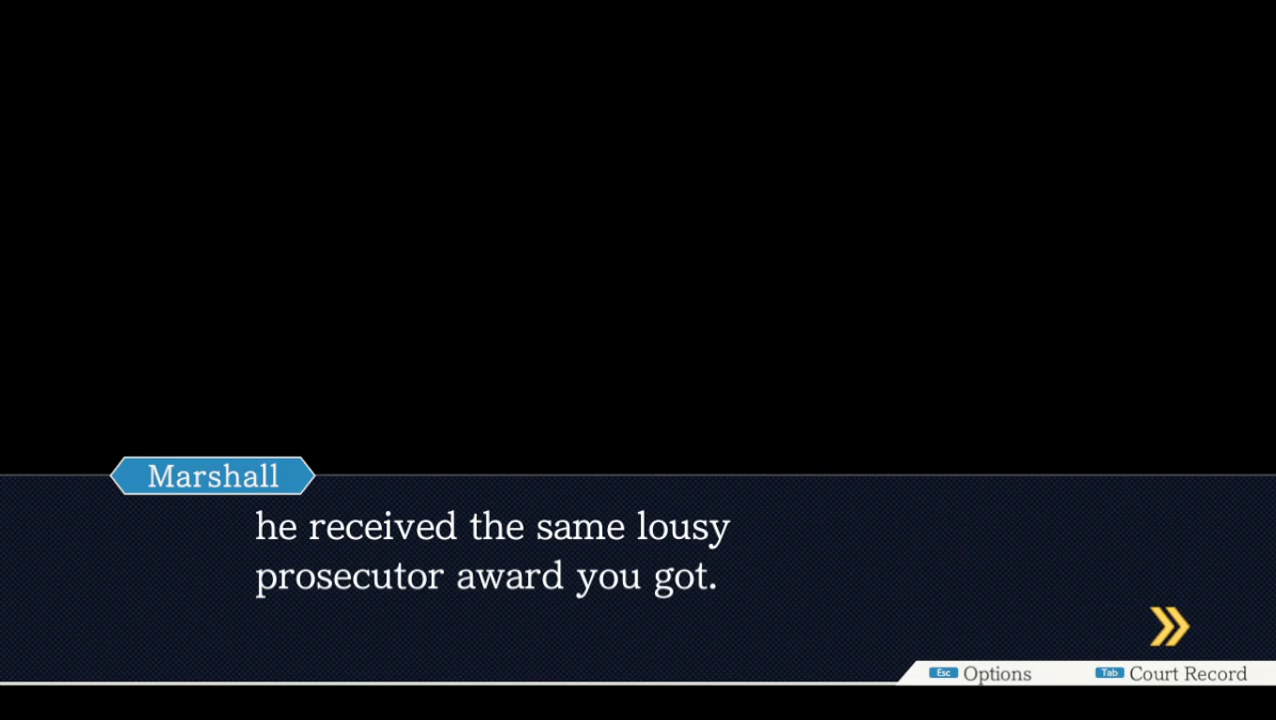 Marshall
he received the same lousy
prosecutor award you got.
Esc Options Tab Court Record